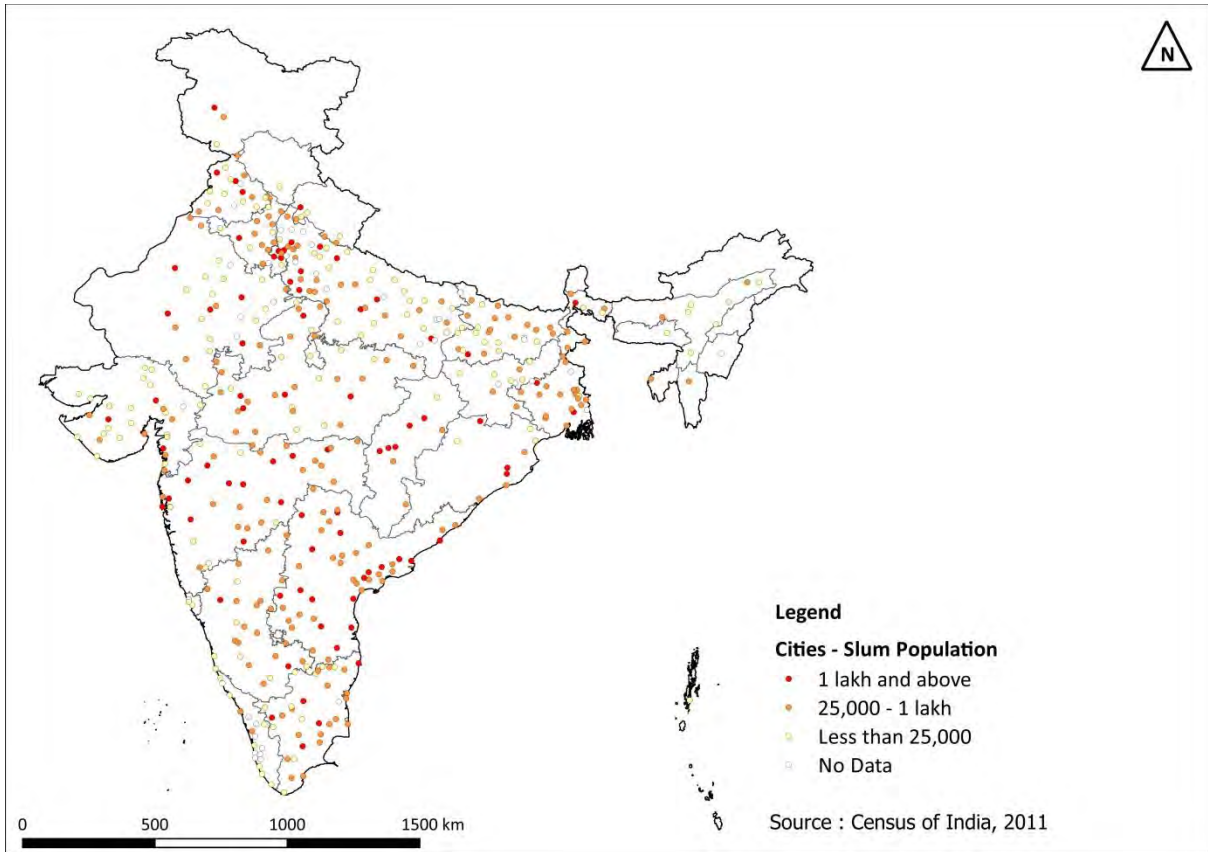 N
Legend
Cities - Slum Population
1 lakh and above
25,000 - 1 lakh
Less than 25,000
No Data
0 500 1000 1500 km
Source : Census of India, 2011